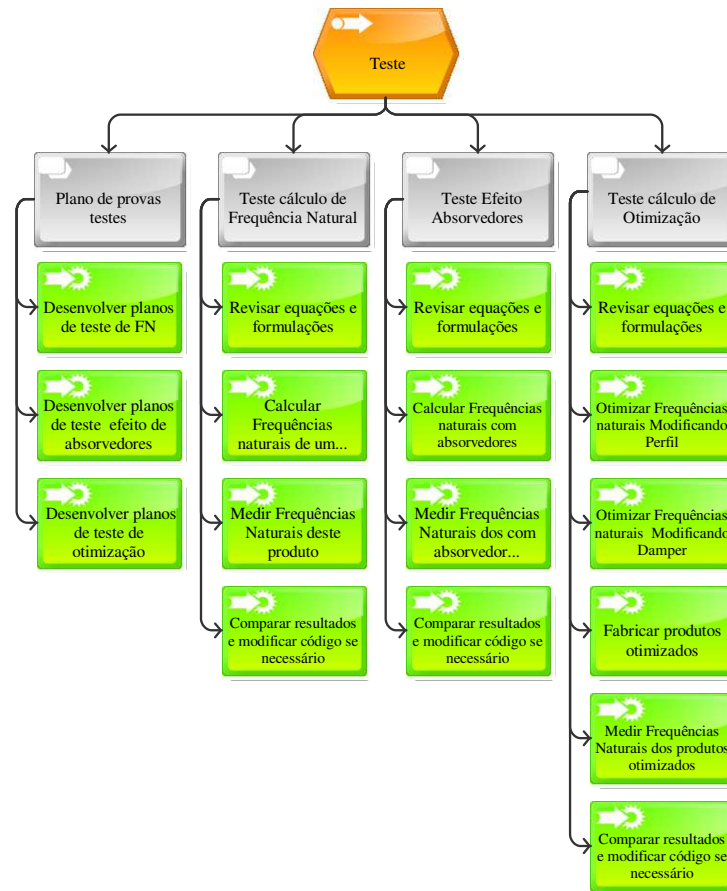 Teste
Plano de provas
testes
Desenvolver planos
de teste de FN
Desenvolver planos
de teste efeito de
absorvedores
Desenvolver planos
de teste de
otimização
Teste cálculo de
Frequência Natural
Revisar equações e
formulações
Calcular
Frequências
naturais de um...
Medir Frequências
Naturais deste
produto
Comparar resultados
e modificar código se
necessário
Teste Efeito
Absorvedores
Revisar equações e
formulações
Calcular Frequências
naturais com
absorvedores
Medir Frequências
Naturais dos com
absorvedor...
Comparar resultados
e modificar código se
necessário
Teste cálculo de
Otimização
Revisar equações e
formulações
Otimizar Frequências
naturais Modificando
Perfil
Otimizar Frequências
naturais Modificando
Damper
Fabricar produtos
otimizados
Medir Frequências
Naturais dos produtos
otimizados
Comparar resultados
e modificar código se
necessário